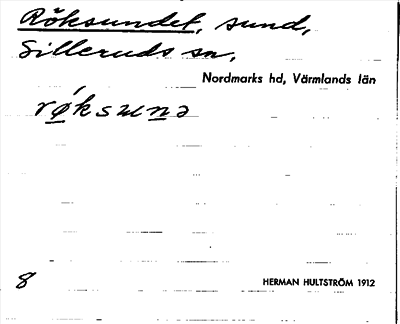 Röksundet, sund,
Silleruds sn,
Nordmarks hd, Värmlands län
røksunə
8
HERMAN HULTSTRÖM 1912